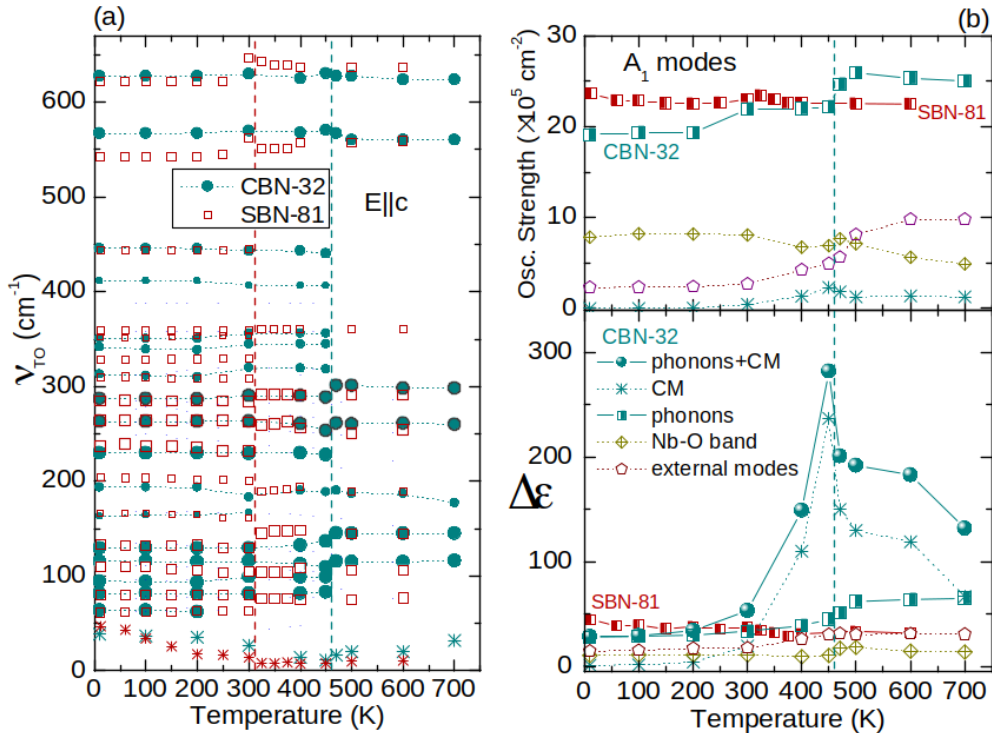 (a)
(b)
600
500
400
300
200
100
0
ν_TO (cm⁻¹)
CBN-32
SBN-81
E||c
0 100 200 300 400 500 600 700
Temperature (K)
30
20
10
0
Osc. Strength (×10⁵ cm⁻²)
A₁ modes
SBN-81
CBN-32
300
200
100
0
Δε
CBN-32
phonons+CM
CM
phonons
Nb-O band
external modes
SBN-81
0 100 200 300 400 500 600 700
Temperature (K)